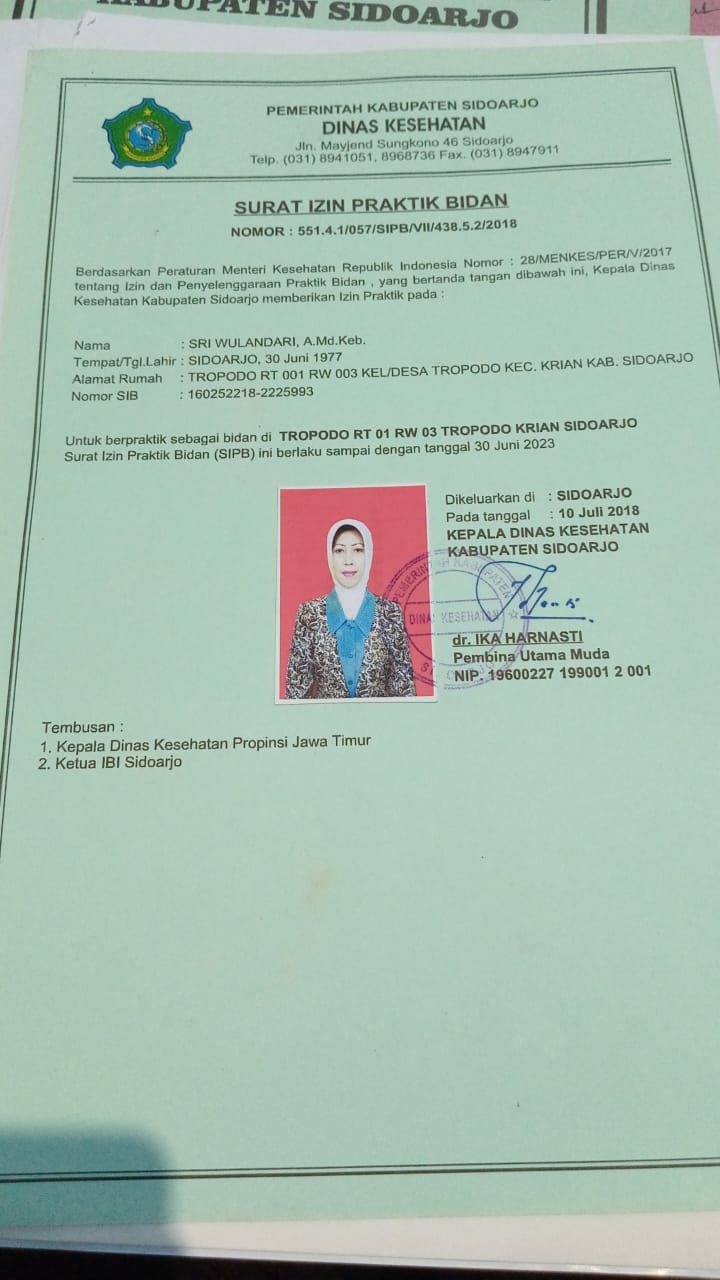 KABUPATEN SIDOARJO
PEMERINTAH KABUPATEN SIDOARJO
DINAS KESEHATAN
Jln. Mayjend Sungkono 46 Sidoarjo
Telp. (031) 8941051, 8968736 Fax. (031) 8947911
SURAT IZIN PRAKTIK BIDAN
NOMOR : 551.4.1/057/SIPB/VII/438.5.2/2018
Berdasarkan Peraturan Menteri Kesehatan Republik Indonesia Nomor : 28/MENKES/PER/V/2017
tentang Izin dan Penyelenggaraan Praktik Bidan , yang bertanda tangan dibawah ini, Kepala Dinas
Kesehatan Kabupaten Sidoarjo memberikan Izin Praktik pada :
Nama : SRI WULANDARI, A.Md.Keb.
Tempat/Tgl.Lahir : SIDOARJO, 30 Juni 1977
Alamat Rumah : TROPODO RT 001 RW 003 KEL/DESA TROPODO KEC. KRIAN KAB. SIDOARJO
Nomor SIB : 160252218-2225993
Untuk berpraktik sebagai bidan di TROPODO RT 01 RW 03 TROPODO KRIAN SIDOARJO
Surat Izin Praktik Bidan (SIPB) ini berlaku sampai dengan tanggal 30 Juni 2023
Dikeluarkan di : SIDOARJO
Pada tanggal : 10 Juli 2018
KEPALA DINAS KESEHATAN
KABUPATEN SIDOARJO
PEMERINTAH KABUPATEN
DINAS KESEHATAN
SIDOARJO
dr. IKA HARNASTI
Pembina Utama Muda
NIP. 19600227 199001 2 001
Tembusan :
1. Kepala Dinas Kesehatan Propinsi Jawa Timur
2. Ketua IBI Sidoarjo